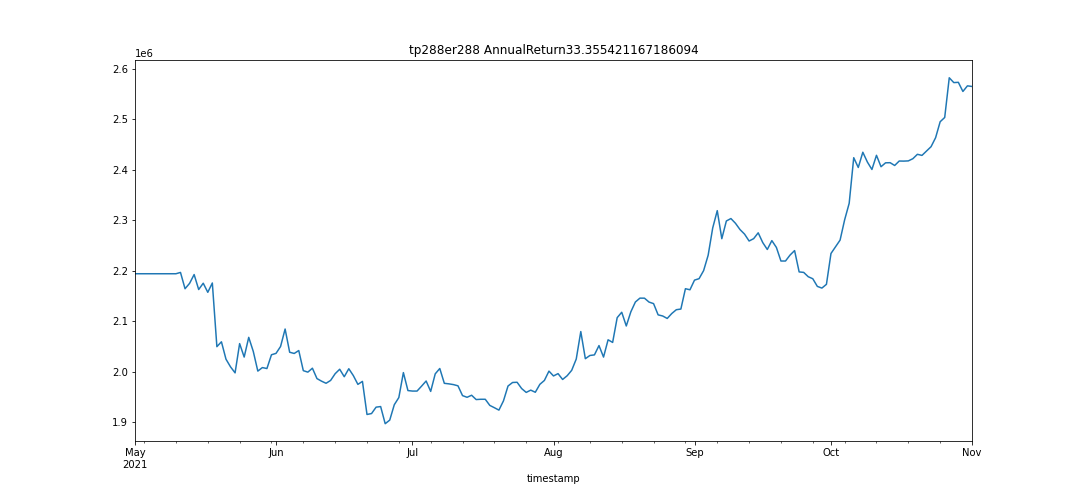 tp288er288 AnnualReturn33.355421167186094
1e6
2.6
2.5
2.4
2.3
2.2
2.1
2.0
1.9
May Jun Jul Aug Sep Oct Nov
2021
timestamp